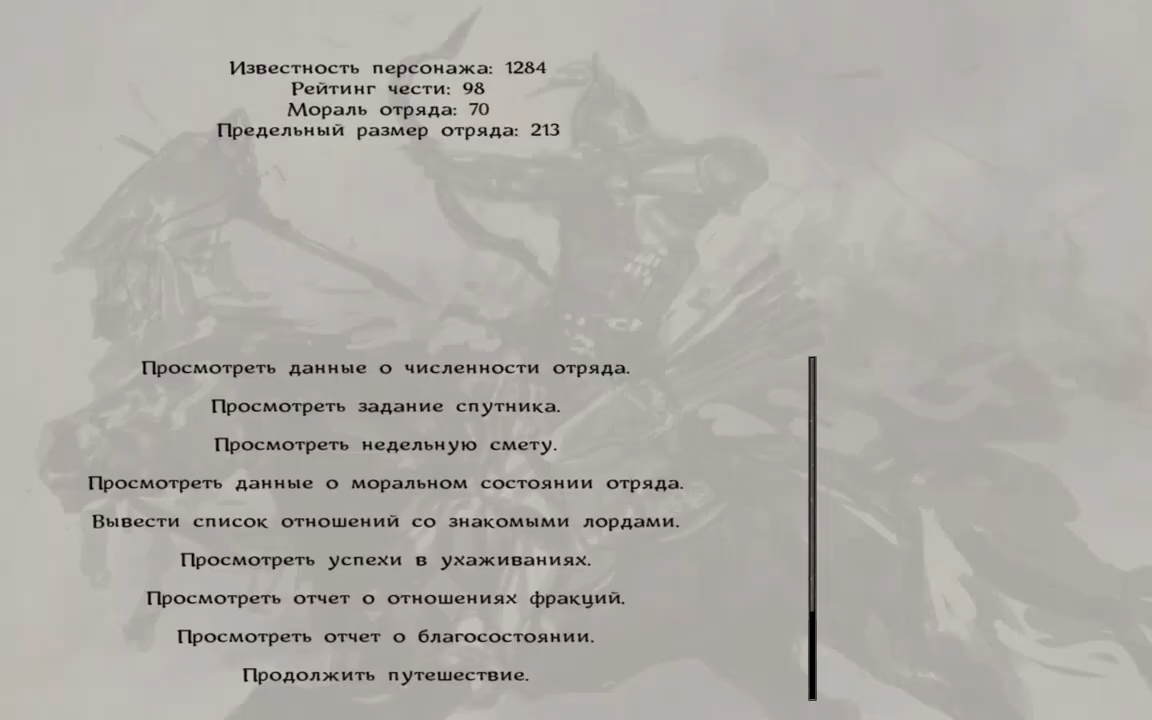 Известность персонажа: 1284
Рейтинг чести: 98
Мораль отряда: 70
Предельный размер отряда: 213
Просмотреть данные о численности отряда.
Просмотреть задание спутника.
Просмотреть недельную смету.
Просмотреть данные о моральном состоянии отряда.
Вывести список отношений со знакомыми лордами.
Просмотреть успехи в ухаживаниях.
Просмотреть отчет о отношениях фракций.
Просмотреть отчет о благосостоянии.
Продолжить путешествие.